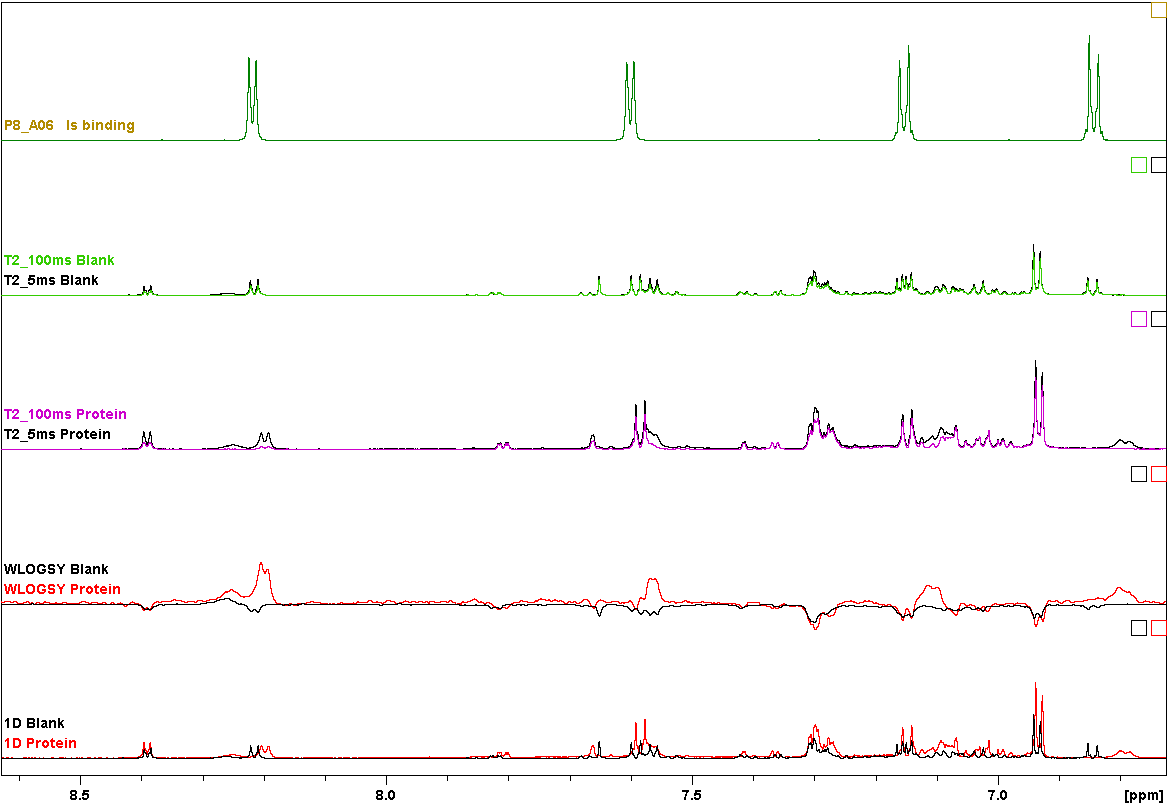 P8_A06 Is binding
T2_100ms Blank
T2_5ms Blank
T2_100ms Protein
T2_5ms Protein
WLOGSY Blank
WLOGSY Protein
1D Blank
1D Protein
8.5 8.0 7.5 7.0 [ppm]